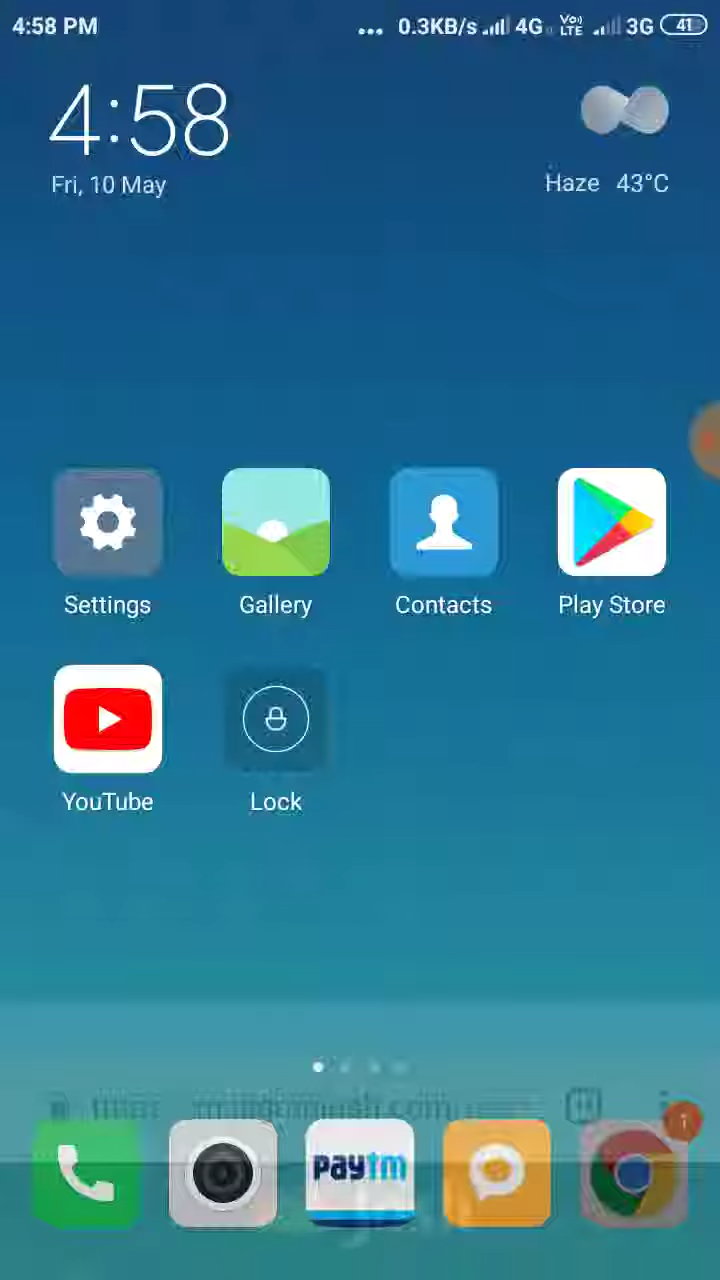 4:58 PM ... 0.3KB/s 4G Vo) LTE 3G 41
4:58
Fri, 10 May
Haze 43°C
Settings Gallery Contacts Play Store
YouTube Lock
paytm